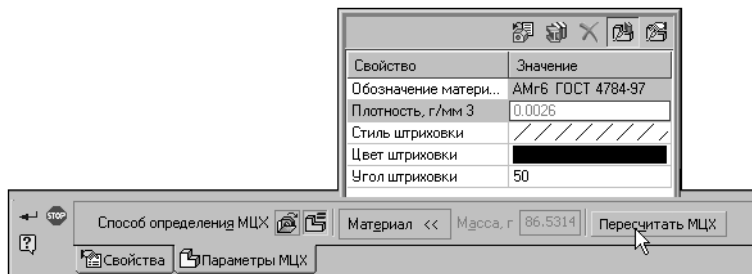 Свойство Значение
Обозначение матери... АМг6 ГОСТ 4784-97
Плотность, г/мм 3 0.0026
Стиль штриховки
Цвет штриховки
Угол штриховки 50
STOP Способ определения МЦХ Материал << Масса, г 86.5314 Пересчитать МЦХ
Свойства Параметры МЦХ